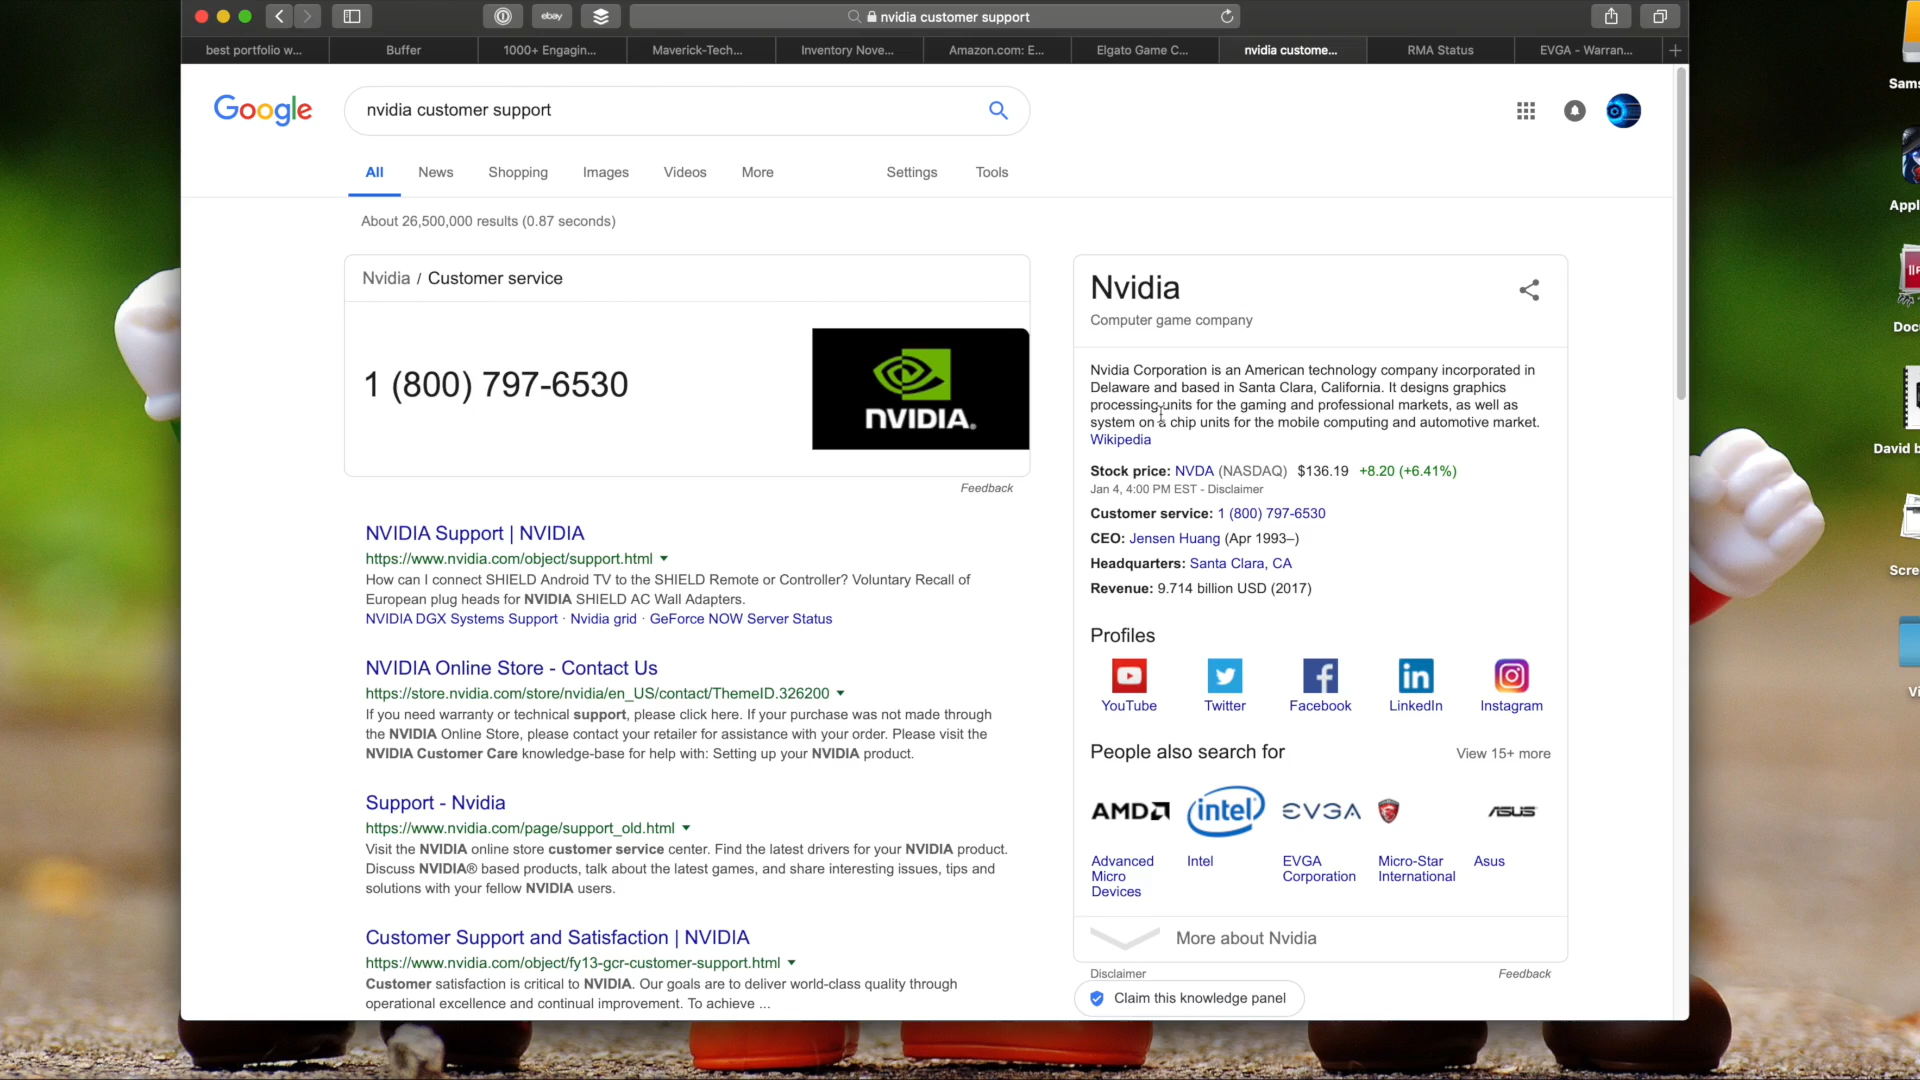 ebay
nvidia customer support
best portfolio w...
Buffer
1000+ Engagin...
Maverick-Tech...
Inventory Nove...
Amazon.com: E...
Elgato Game C...
nvidia custome...
RMA Status
EVGA - Warran...
Google
nvidia customer support
All
News
Shopping
Images
Videos
More
Settings
Tools
About 26,500,000 results (0.87 seconds)
Nvidia / Customer service
1 (800) 797-6530
NVIDIA.
Feedback
NVIDIA Support | NVIDIA
https://www.nvidia.com/object/support.html
How can I connect SHIELD Android TV to the SHIELD Remote or Controller? Voluntary Recall of
European plug heads for NVIDIA SHIELD AC Wall Adapters.
NVIDIA DGX Systems Support · Nvidia grid · GeForce NOW Server Status
NVIDIA Online Store - Contact Us
https://store.nvidia.com/store/nvidia/en_US/contact/ThemeID.326200
If you need warranty or technical support, please click here. If your purchase was not made through
the NVIDIA Online Store, please contact your retailer for assistance with your order. Please visit the
NVIDIA Customer Care knowledge-base for help with: Setting up your NVIDIA product.
Support - Nvidia
https://www.nvidia.com/page/support_old.html
Visit the NVIDIA online store customer service center. Find the latest drivers for your NVIDIA product.
Discuss NVIDIA® based products, talk about the latest games, and share interesting issues, tips and
solutions with your fellow NVIDIA users.
Customer Support and Satisfaction | NVIDIA
https://www.nvidia.com/object/fy13-gcr-customer-support.html
Customer satisfaction is critical to NVIDIA. Our goals are to deliver world-class quality through
operational excellence and continual improvement. To achieve ...
Nvidia
Computer game company
Nvidia Corporation is an American technology company incorporated in
Delaware and based in Santa Clara, California. It designs graphics
processing units for the gaming and professional markets, as well as
system on a chip units for the mobile computing and automotive market.
Wikipedia
Stock price: NVDA (NASDAQ) $136.19 +8.20 (+6.41%)
Jan 4, 4:00 PM EST - Disclaimer
Customer service: 1 (800) 797-6530
CEO: Jensen Huang (Apr 1993–)
Headquarters: Santa Clara, CA
Revenue: 9.714 billion USD (2017)
Profiles
YouTube
Twitter
Facebook
LinkedIn
Instagram
People also search for
View 15+ more
AMD
intel
EVGA
ASUS
Advanced
Micro
Devices
Intel
EVGA
Corporation
Micro-Star
International
Asus
More about Nvidia
Disclaimer
Feedback
Claim this knowledge panel
Sams
Appl
Doc
David b
Scre
Vi